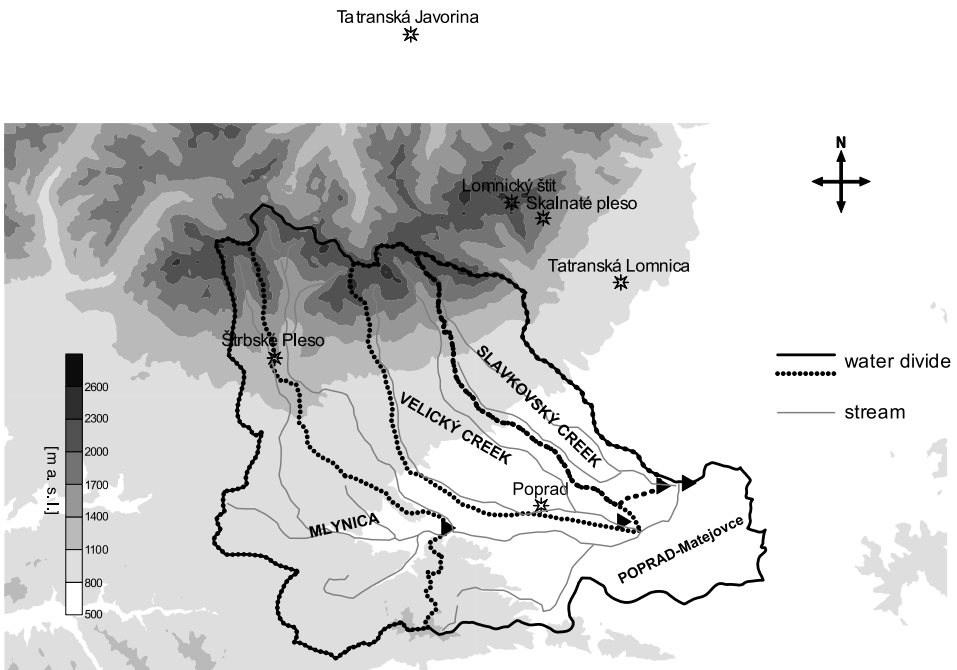 Tatranská Javorina
N
Lomnický štit
Skalnaté pleso
Tatranská Lomnica
Štrbské Pleso
water divide
stream
SLAVKOVSKÝ CREEK
VELICKÝ CREEK
Poprad
MLYNICA
POPRAD-Matejovce
[m a. s.l.]
2600
2300
2000
1700
1400
1100
800
500